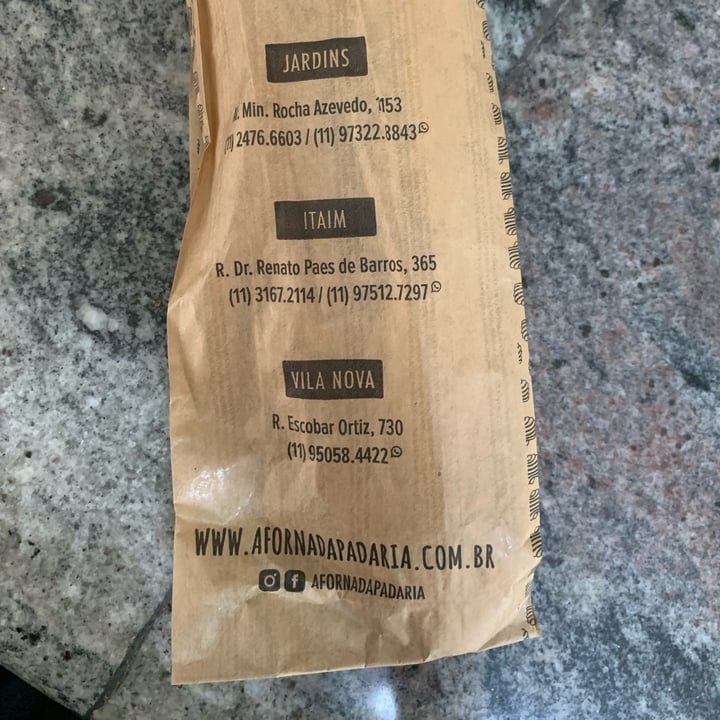 JARDINS
Min. Rocha Azevedo, 1153
(11) 2476.6603 / (11) 97322.8843
ITAIM
R. Dr. Renato Paes de Barros, 365
(11) 3167.2114 / (11) 97512.7297
VILA NOVA
R. Escobar Ortiz, 730
(11) 95058.4422
WWW.AFORNADAPADARIA.COM.BR
AFORNADAPADARIA